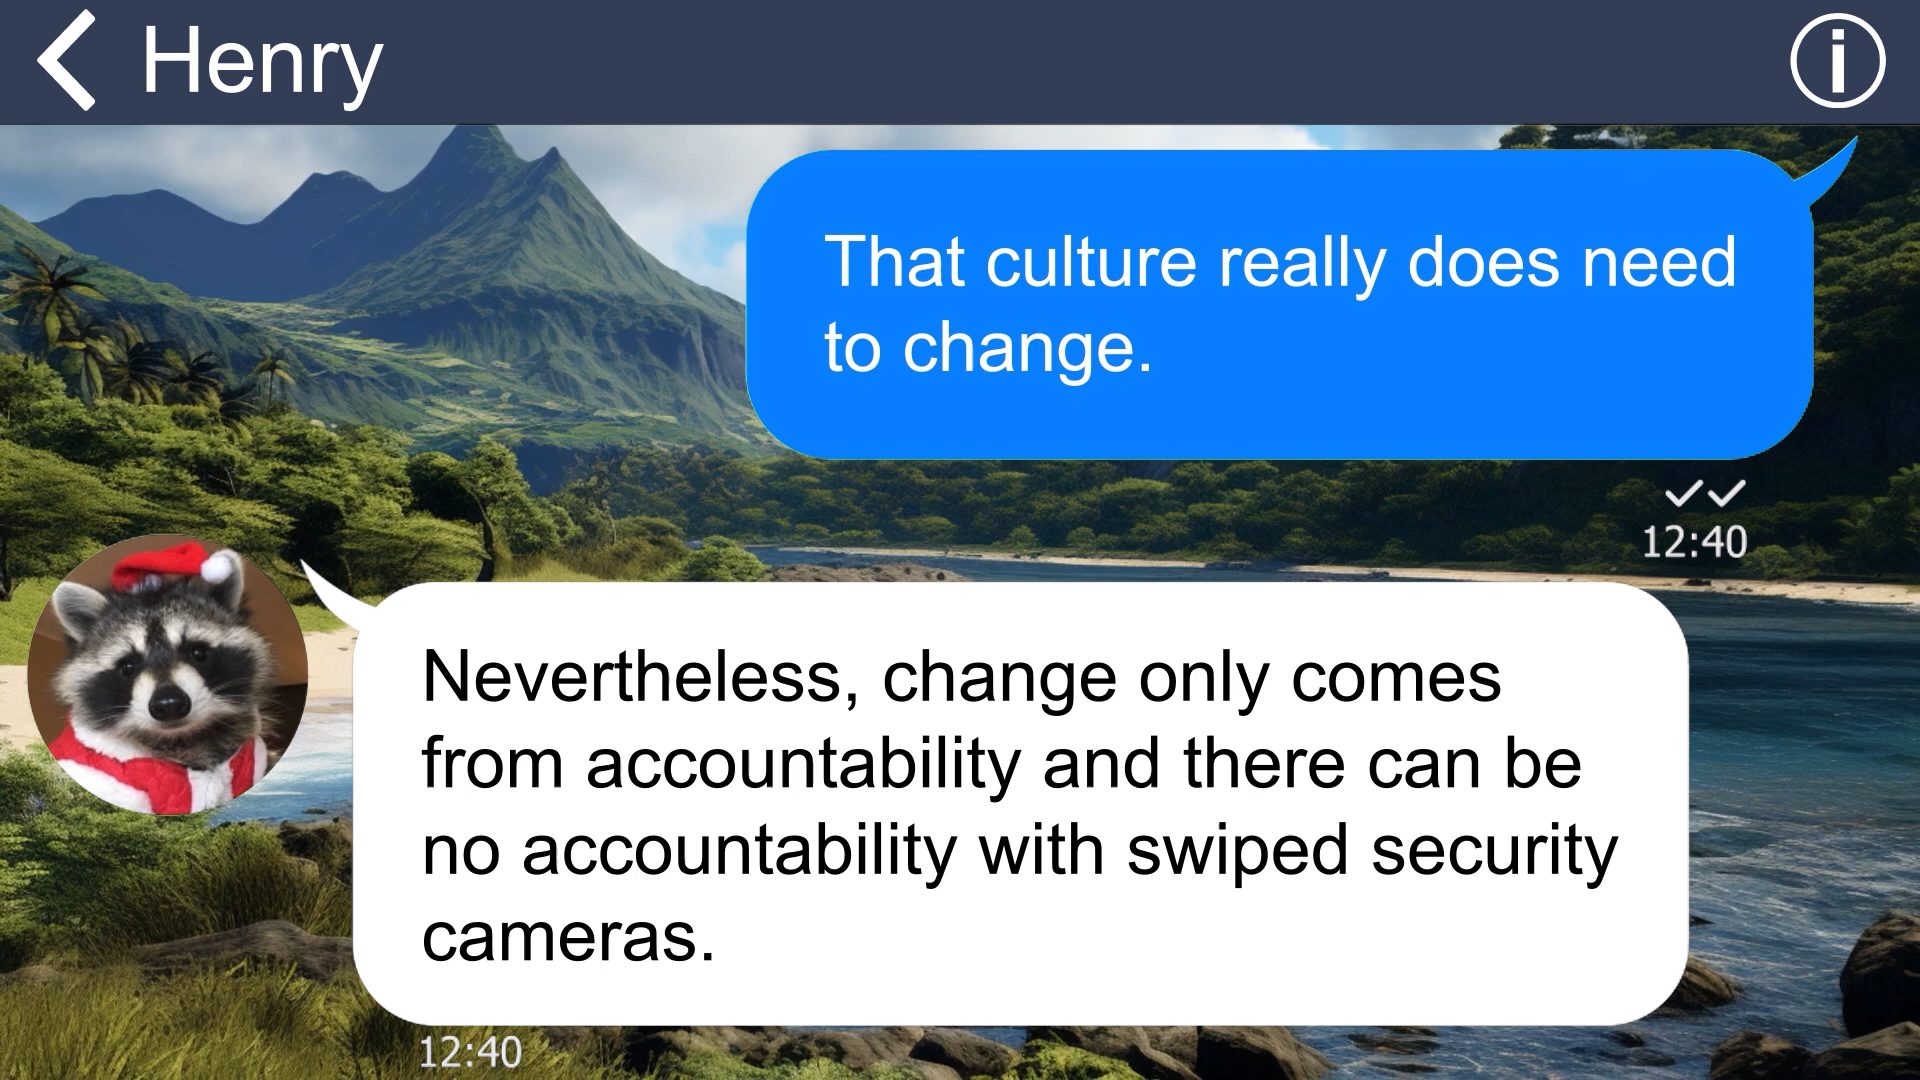 Henry
That culture really does need
to change.
12:40
Nevertheless, change only comes
from accountability and there can be
no accountability with swiped security
cameras.
12:40